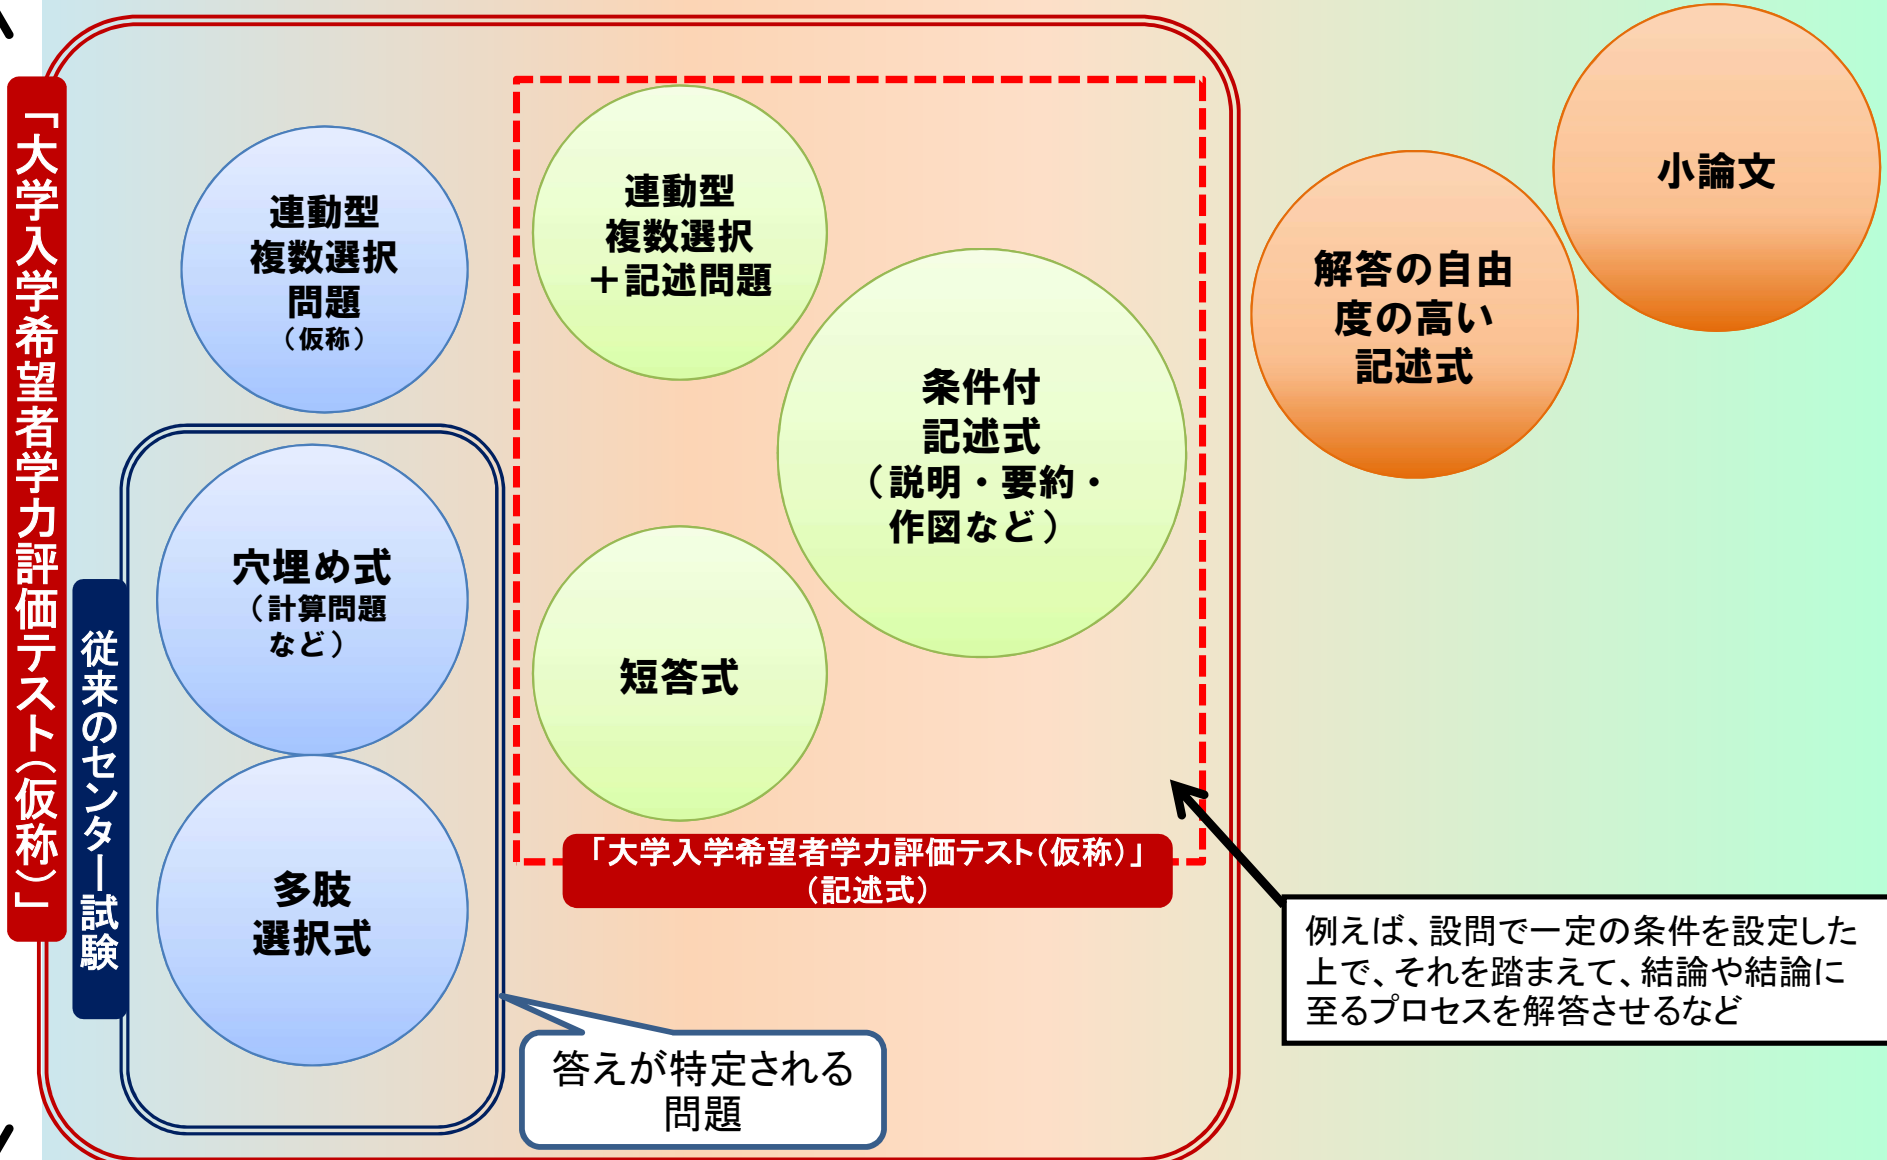 「大学入学希望者学力評価テスト（仮称）」
連動型
複数選択
問題
（仮称）
従来のセンター試験
穴埋め式
（計算問題
など）
多肢
選択式
答えが特定される
問題
連動型
複数選択
＋記述問題
条件付
記述式
（説明・要約・
作図など）
短答式
「大学入学希望者学力評価テスト（仮称）」
（記述式）
解答の自由
度の高い
記述式
小論文
例えば、設問で一定の条件を設定した
上で、それを踏まえて、結論や結論に
至るプロセスを解答させるなど